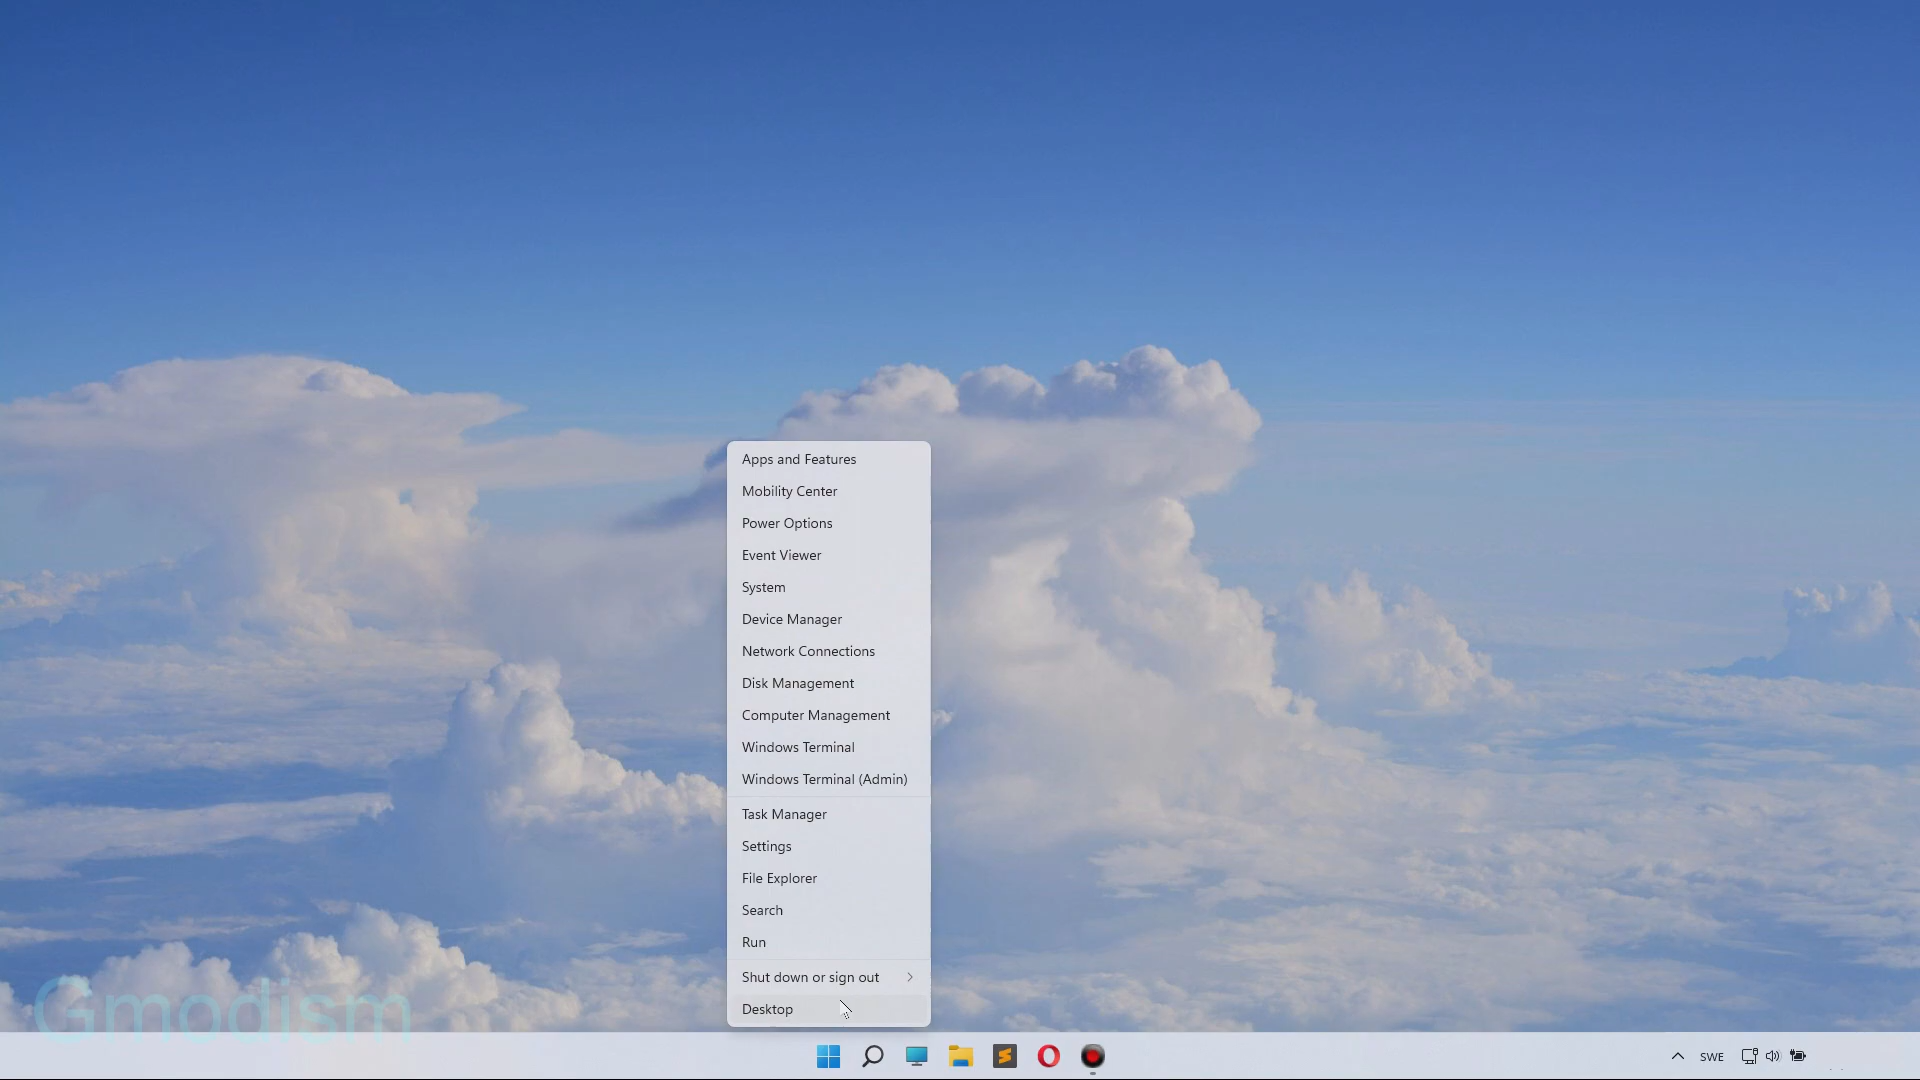 Apps and Features
Mobility Center
Power Options
Event Viewer
System
Device Manager
Network Connections
Disk Management
Computer Management
Windows Terminal
Windows Terminal (Admin)
Task Manager
Settings
File Explorer
Search
Run
Shut down or sign out
Desktop
Gmodism
SWE